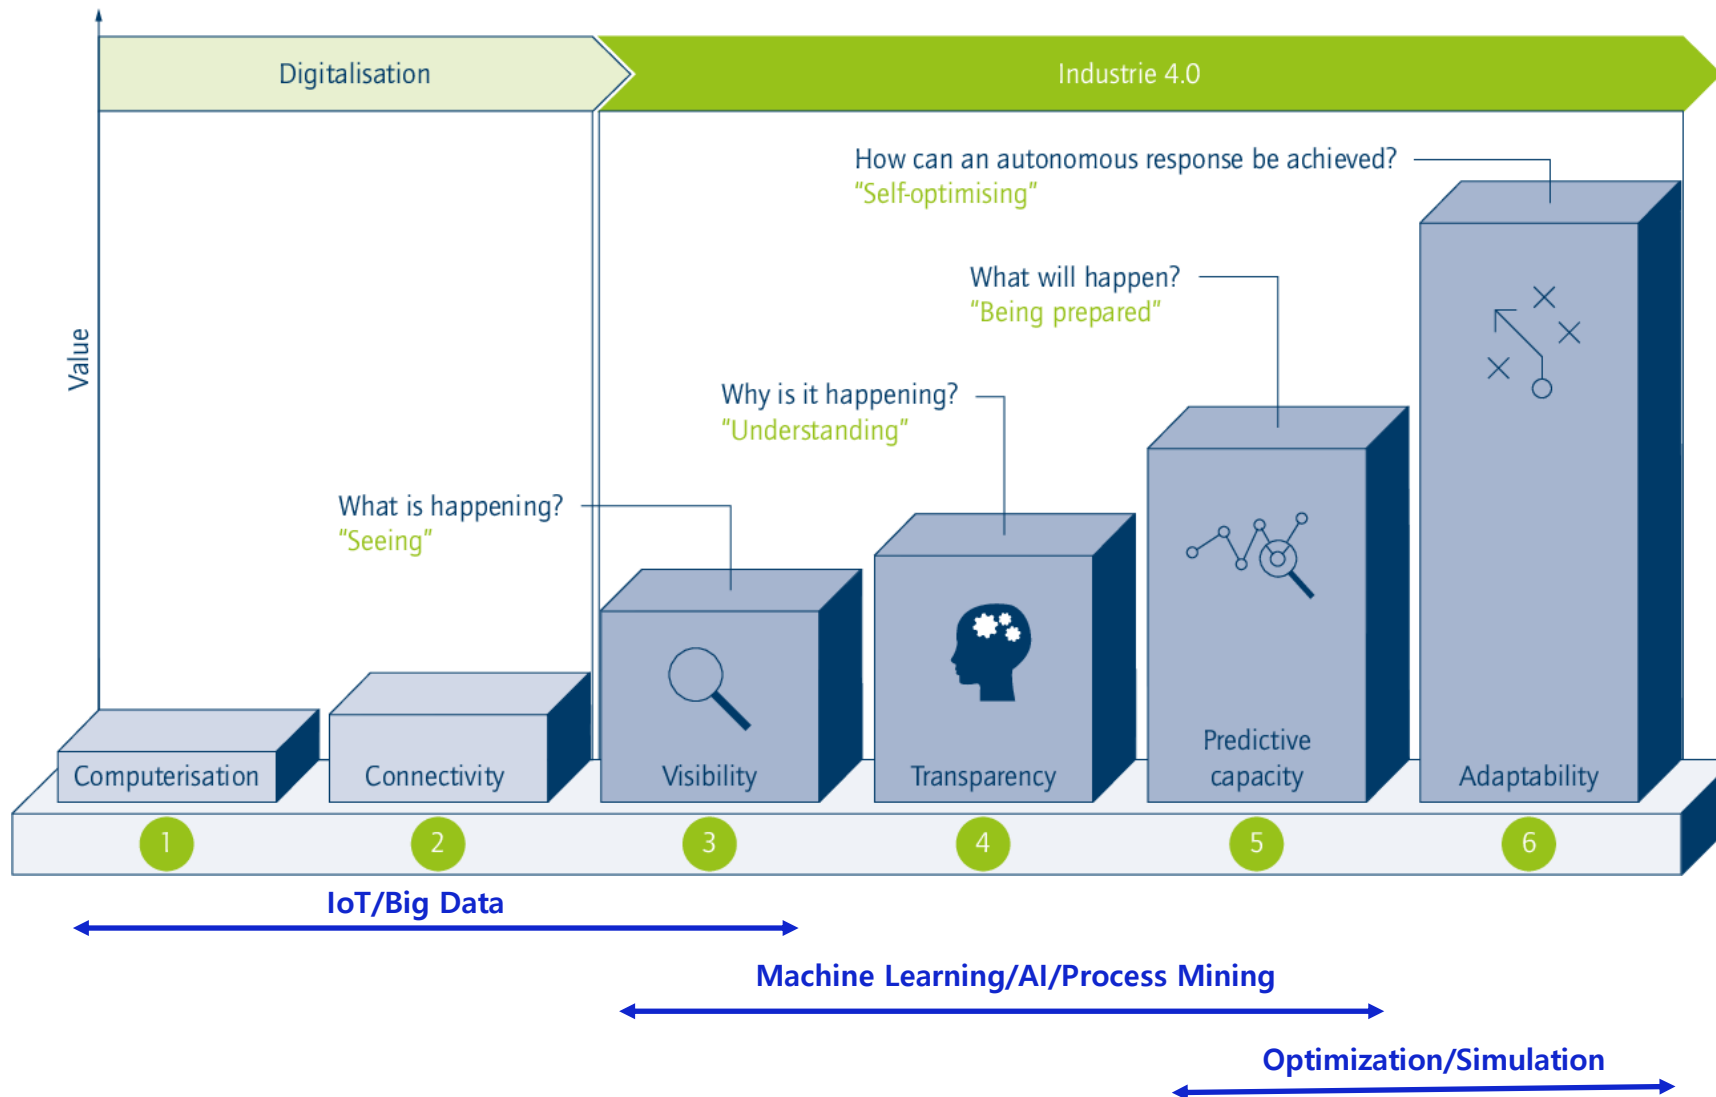 Digitalisation
Industrie 4.0
How can an autonomous response be achieved?
"Self-optimising"
What will happen?
"Being prepared"
Value
Why is it happening?
"Understanding"
What is happening?
"Seeing"
Computerisation
Connectivity
Visibility
Transparency
Predictive
capacity
Adaptability
1
2
3
4
5
6
IoT/Big Data
Machine Learning/AI/Process Mining
Optimization/Simulation